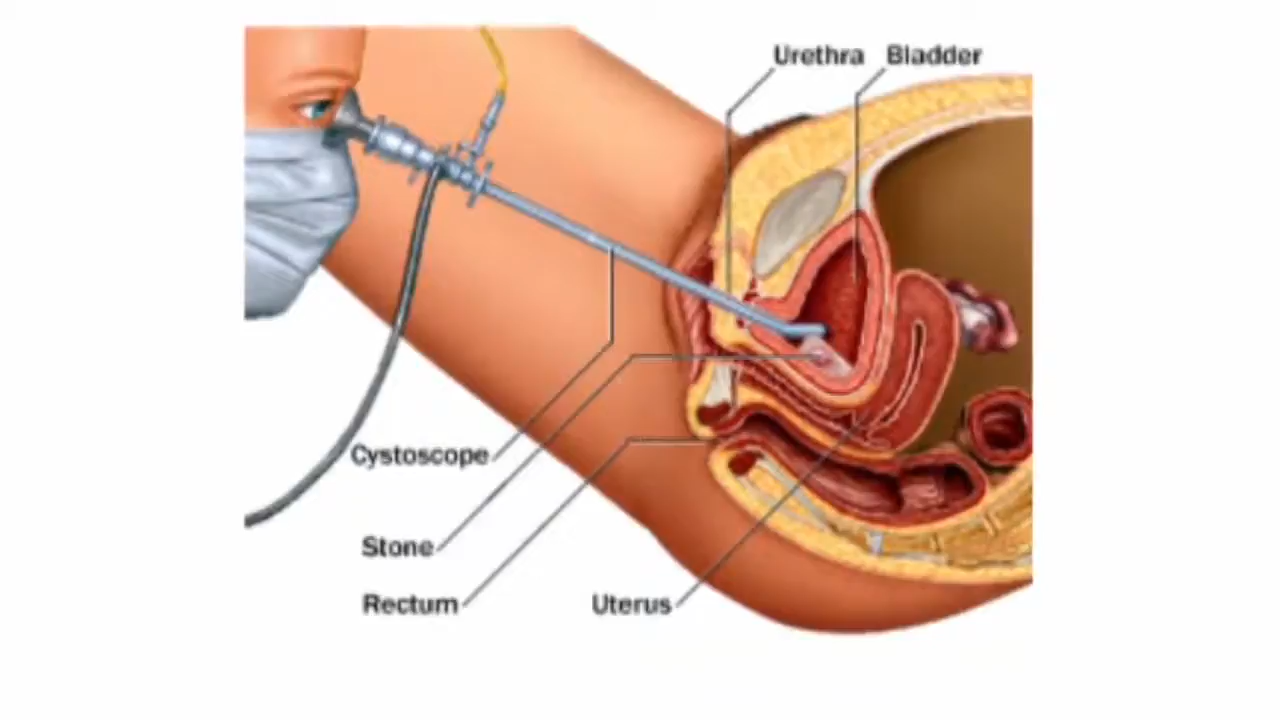 Urethra
Bladder
Cystoscope
Stone
Rectum
Uterus